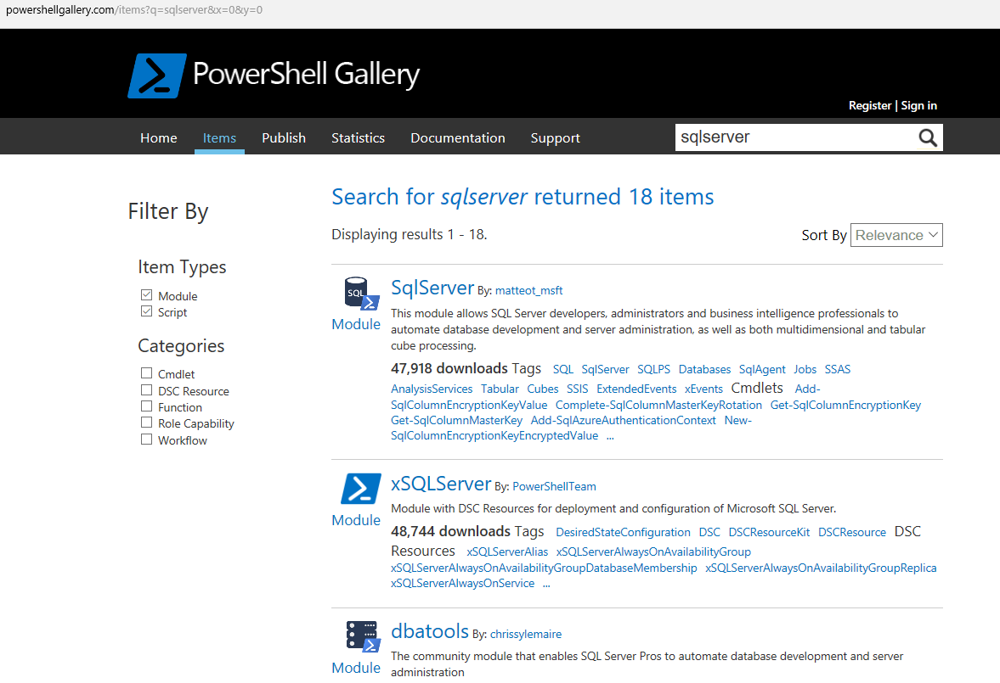 powershellgallery.com/items?q=sqlserver&x=0&y=0
PowerShell Gallery
Register | Sign in
Home Items Publish Statistics Documentation Support sqlserver
Search for sqlserver returned 18 items
Filter By
Displaying results 1 - 18. Sort By Relevance
Item Types
Module
Script
Categories
Cmdlet
DSC Resource
Function
Role Capability
Workflow
SQL
Module
SqlServer By: matteot_msft
This module allows SQL Server developers, administrators and business intelligence professionals to
automate database development and server administration, as well as both multidimensional and tabular
cube processing.
47,918 downloads Tags SQL SqlServer SQLPS Databases SqlAgent Jobs SSAS
AnalysisServices Tabular Cubes SSIS ExtendedEvents xEvents Cmdlets Add-
SqlColumnEncryptionKeyValue Complete-SqlColumnMasterKeyRotation Get-SqlColumnEncryptionKey
Get-SqlColumnMasterKey Add-SqlAzureAuthenticationContext New-
SqlColumnEncryptionKeyEncryptedValue ...
Module
xSQLServer By: PowerShellTeam
Module with DSC Resources for deployment and configuration of Microsoft SQL Server.
48,744 downloads Tags DesiredStateConfiguration DSC DSCResourceKit DSCResource DSC
Resources xSQLServerAlias xSQLServerAlwaysOnAvailabilityGroup
xSQLServerAlwaysOnAvailabilityGroupDatabaseMembership xSQLServerAlwaysOnAvailabilityGroupReplica
xSQLServerAlwaysOnService ...
Module
dbatools By: chrissylemaire
The community module that enables SQL Server Pros to automate database development and server
administration